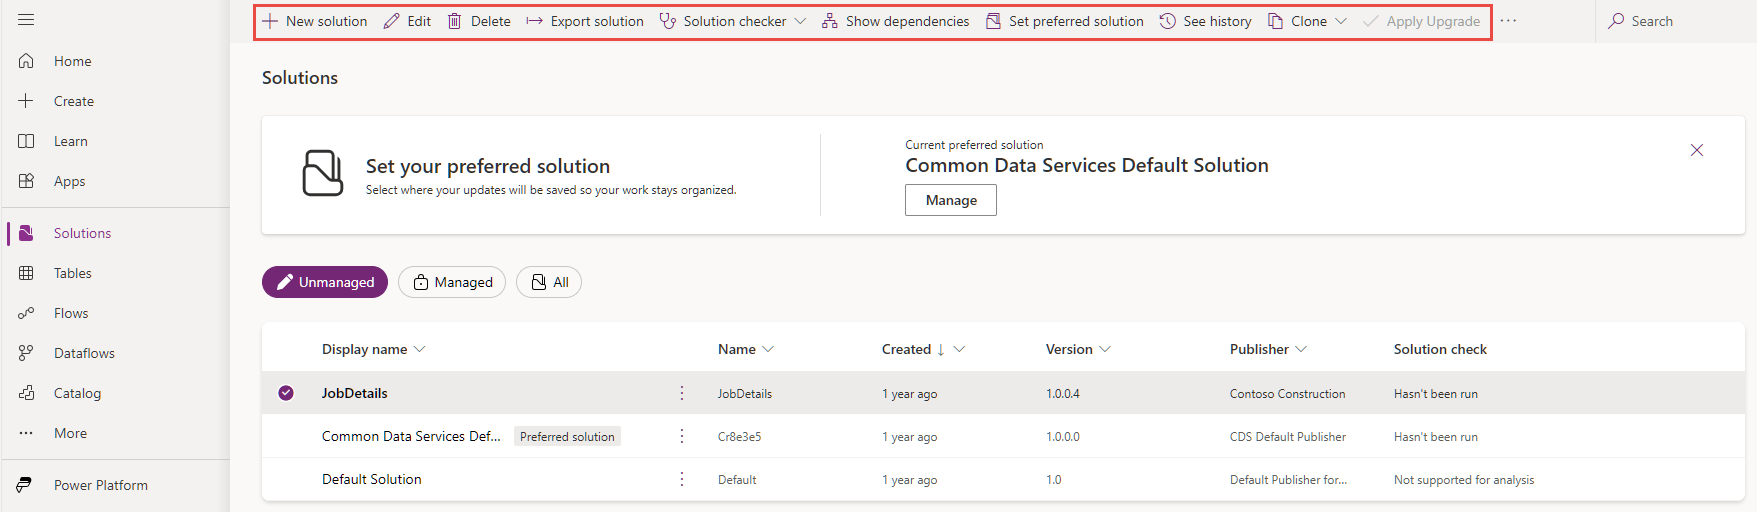 New solution Edit Delete Export solution Solution checker Show dependencies Set preferred solution See history Clone Apply Upgrade ... Search
Home
Create
Learn
Apps
Solutions
Tables
Flows
Dataflows
Catalog
More
Power Platform
Solutions
Set your preferred solution
Select where your updates will be saved so your work stays organized.
Current preferred solution
Common Data Services Default Solution
Manage
Unmanaged Managed All
Display name Name Created Version Publisher Solution check
JobDetails JobDetails 1 year ago 1.0.0.4 Contoso Construction Hasn't been run
Common Data Services Def... Preferred solution Cr8e3e5 1 year ago 1.0.0.0 CDS Default Publisher Hasn't been run
Default Solution Default 1 year ago 1.0 Default Publisher for... Not supported for analysis